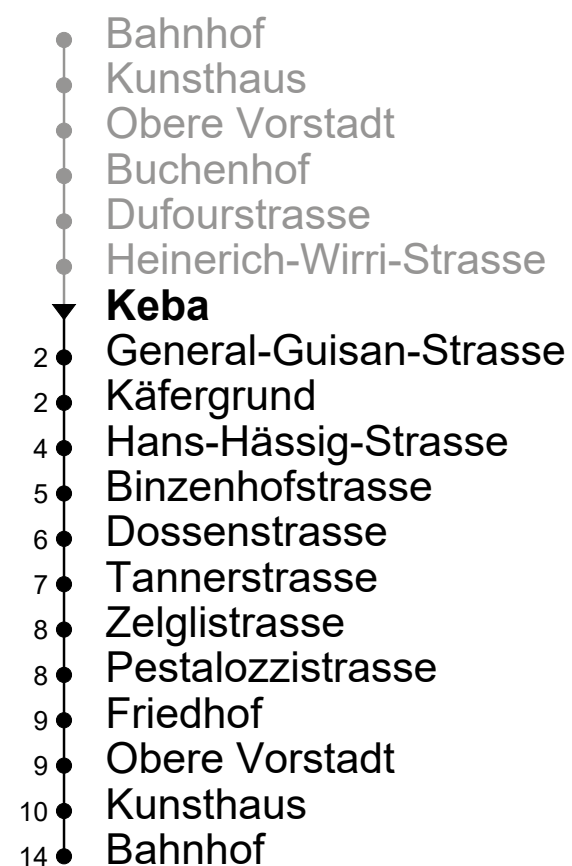 Bahnhof
Kunsthaus
Obere Vorstadt
Buchenhof
Dufourstrasse
Heinerich-Wirri-Strasse
Keba
2 General-Guisan-Strasse
2 Käfergrund
4 Hans-Hässig-Strasse
5 Binzenhofstrasse
6 Dossenstrasse
7 Tannerstrasse
8 Zelglistrasse
8 Pestalozzistrasse
9 Friedhof
9 Obere Vorstadt
10 Kunsthaus
14 Bahnhof